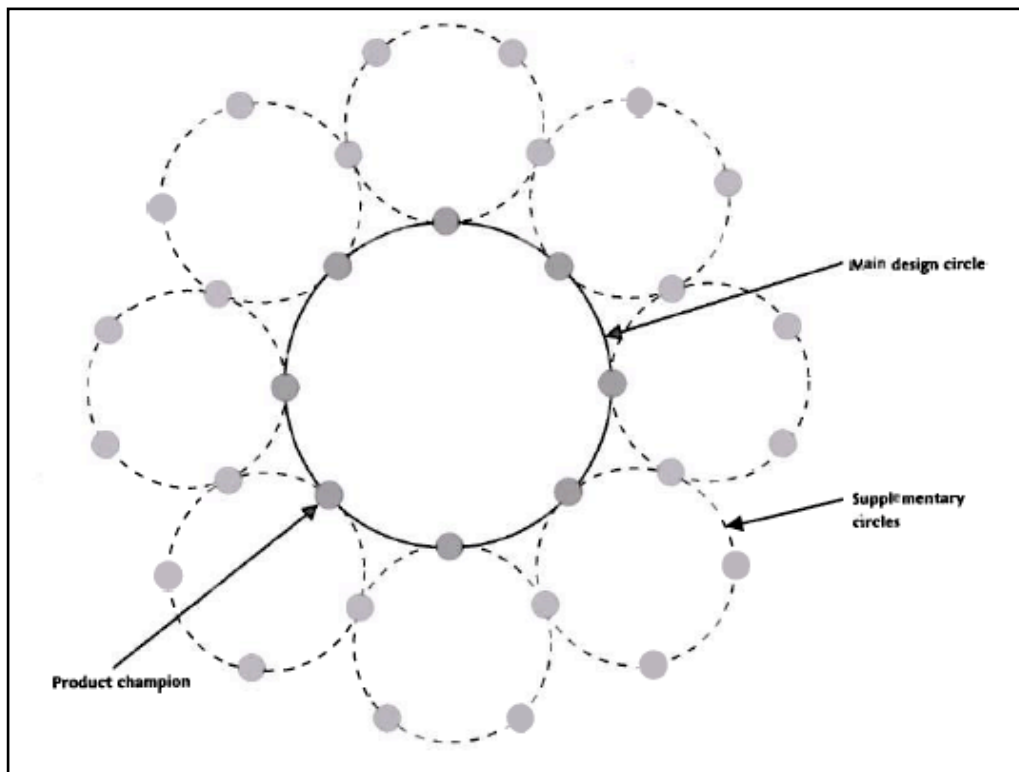 Main design circle
Supplementary
circles
Product champion